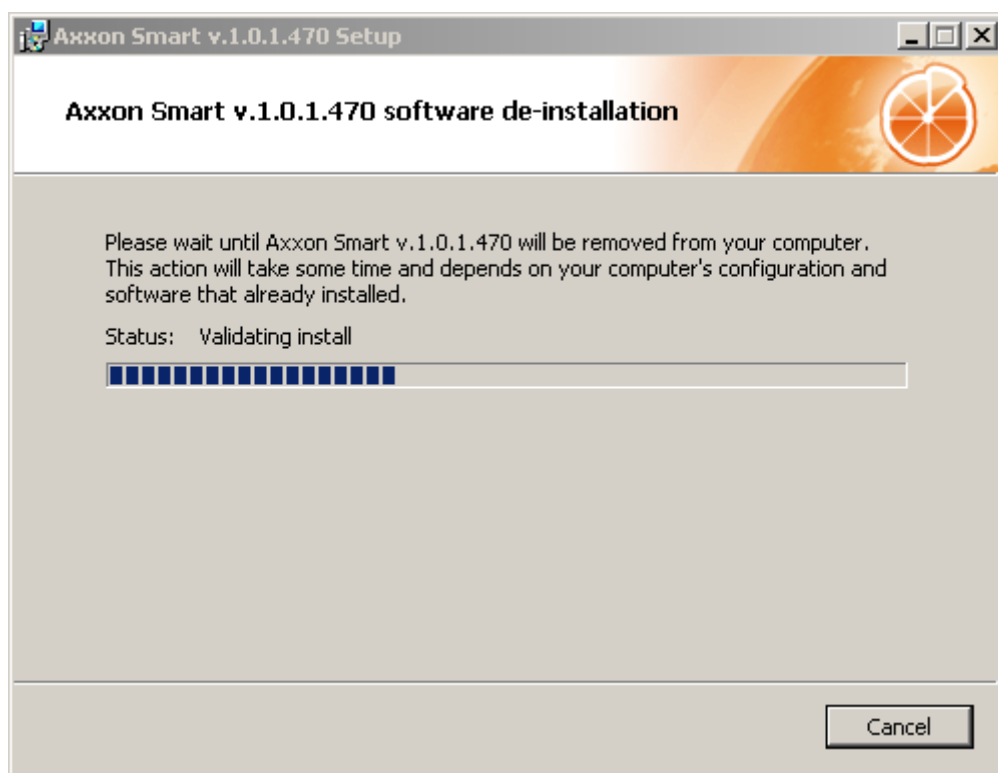 Axxon Smart v.1.0.1.470 Setup
Axxon Smart v.1.0.1.470 software de-installation
Please wait until Axxon Smart v.1.0.1.470 will be removed from your computer.
This action will take some time and depends on your computer's configuration and
software that already installed.
Status: Validating install
Cancel